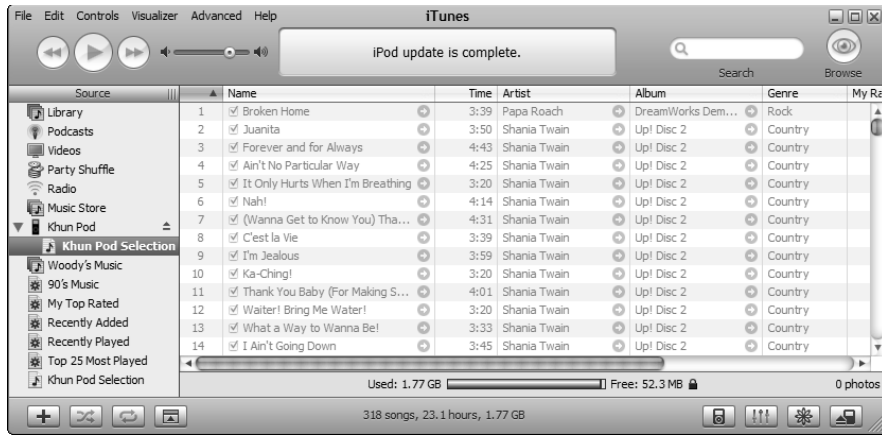 File Edit Controls Visualizer Advanced Help iTunes
iPod update is complete.
Search Browse
Source Name Time Artist Album Genre My Ra
Library
Podcasts
Videos
Party Shuffle
Radio
Music Store
Khun Pod
Khun Pod Selection
Woody's Music
90's Music
My Top Rated
Recently Added
Recently Played
Top 25 Most Played
Khun Pod Selection
1 Broken Home 3:39 Papa Roach DreamWorks Dem... Rock
2 Juanita 3:50 Shania Twain Up! Disc 2 Country
3 Forever and for Always 4:43 Shania Twain Up! Disc 2 Country
4 Ain't No Particular Way 4:25 Shania Twain Up! Disc 2 Country
5 It Only Hurts When I'm Breathing 3:20 Shania Twain Up! Disc 2 Country
6 Nah! 4:14 Shania Twain Up! Disc 2 Country
7 (Wanna Get to Know You) Tha... 4:31 Shania Twain Up! Disc 2 Country
8 C'est la Vie 3:39 Shania Twain Up! Disc 2 Country
9 I'm Jealous 3:59 Shania Twain Up! Disc 2 Country
10 Ka-Ching! 3:20 Shania Twain Up! Disc 2 Country
11 Thank You Baby (For Making S... 4:01 Shania Twain Up! Disc 2 Country
12 Waiter! Bring Me Water! 3:20 Shania Twain Up! Disc 2 Country
13 What a Way to Wanna Be! 3:33 Shania Twain Up! Disc 2 Country
14 I Ain't Going Down 3:45 Shania Twain Up! Disc 2 Country
Used: 1.77 GB Free: 52.3 MB 0 photos
318 songs, 23.1 hours, 1.77 GB